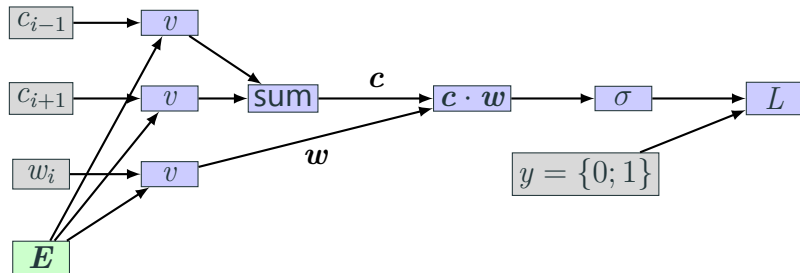 c_{i-1} v
c_{i+1} v sum c c · w σ L
w_i v w y = {0; 1}
E